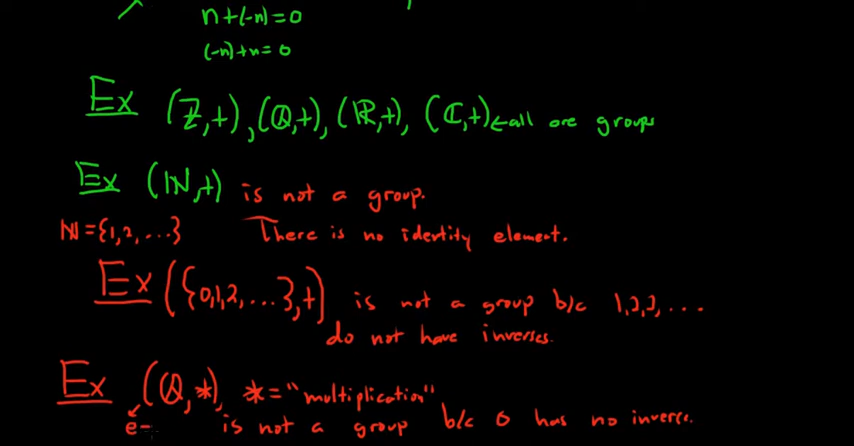 n+(-n)=0
(-n)+n=0
Ex (ℤ,+), (ℚ,+), (ℝ,+), (ℂ,+) ← all are groups
Ex (ℕ,+) is not a group.
ℕ={1,2,...} There is no identity element.
Ex ({0,1,2,...},+) is not a group b/c 1,2,3,...
do not have inverses.
Ex (ℚ,*), *="multiplication"
e- is not a group b/c 0 has no inverse.